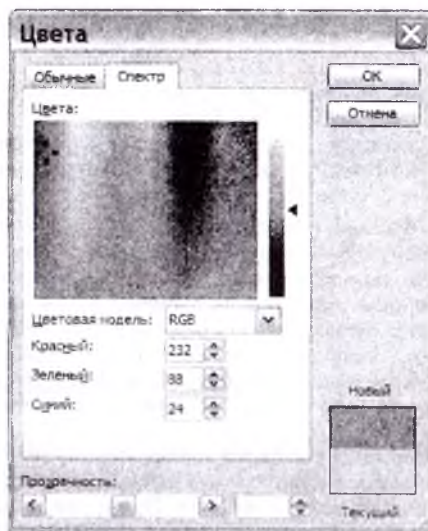 Цвета
Обычные Спектр
OK
Отмена
Цвета:
Цветовая модель: RGB
Красный: 232
Зеленый: 88
Синий: 24
Новый
Прозрачность:
Текущий